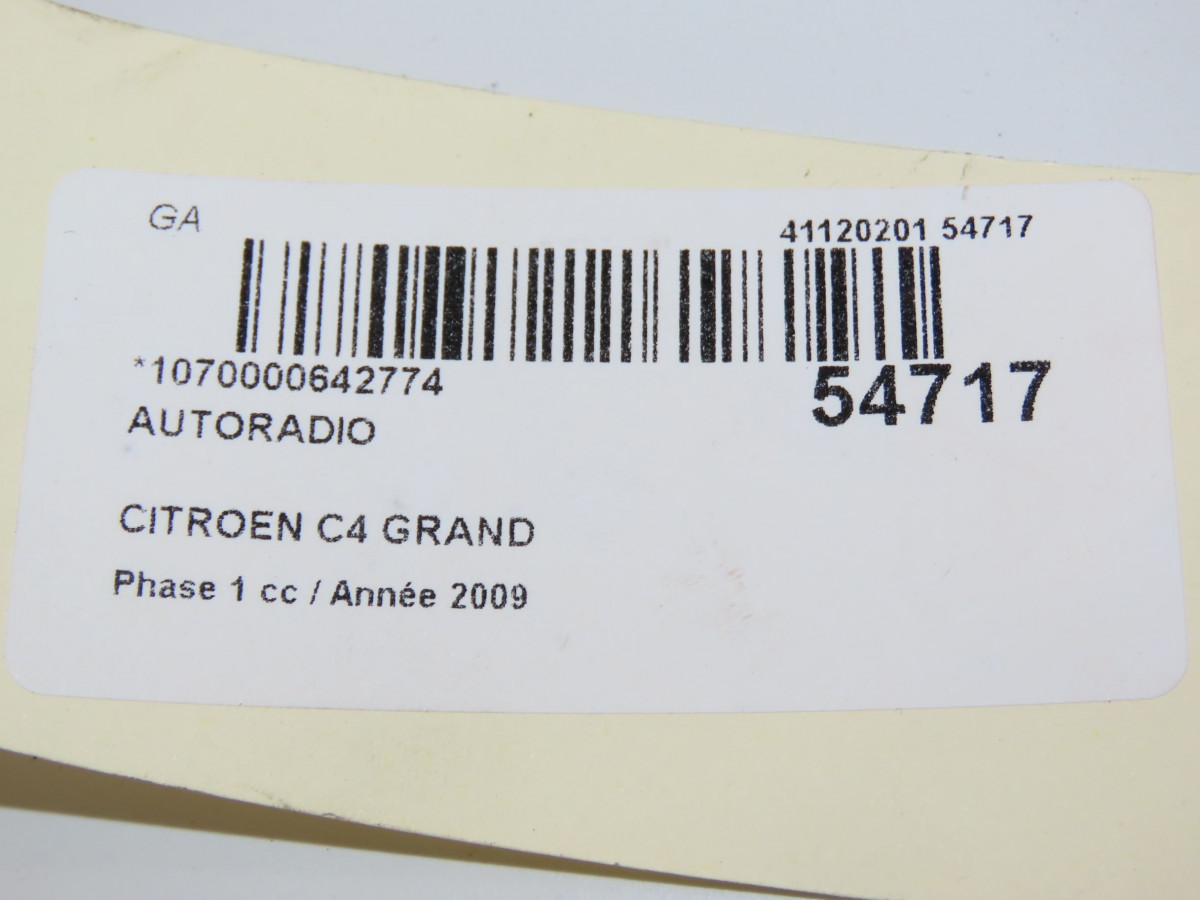 GA
41120201 54717
*1070000642774
54717
AUTORADIO
CITROEN C4 GRAND
Phase 1 cc / Année 2009